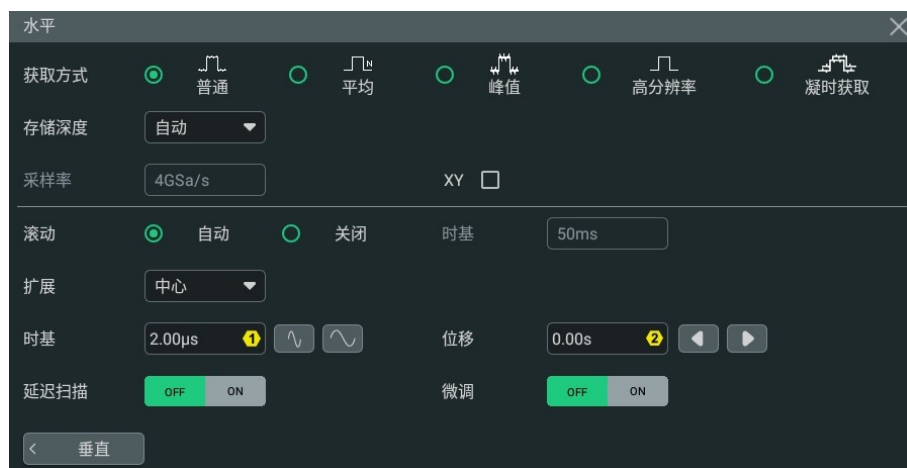 水平
获取方式 普通 平均 N 峰值 高分辨率 凝时获取
存储深度 自动
采样率 4GSa/s XY
滚动 自动 关闭 时基 50ms
扩展 中心
时基 2.00μs 1 位移 0.00s 2
延迟扫描 OFF ON 微调 OFF ON
< 垂直